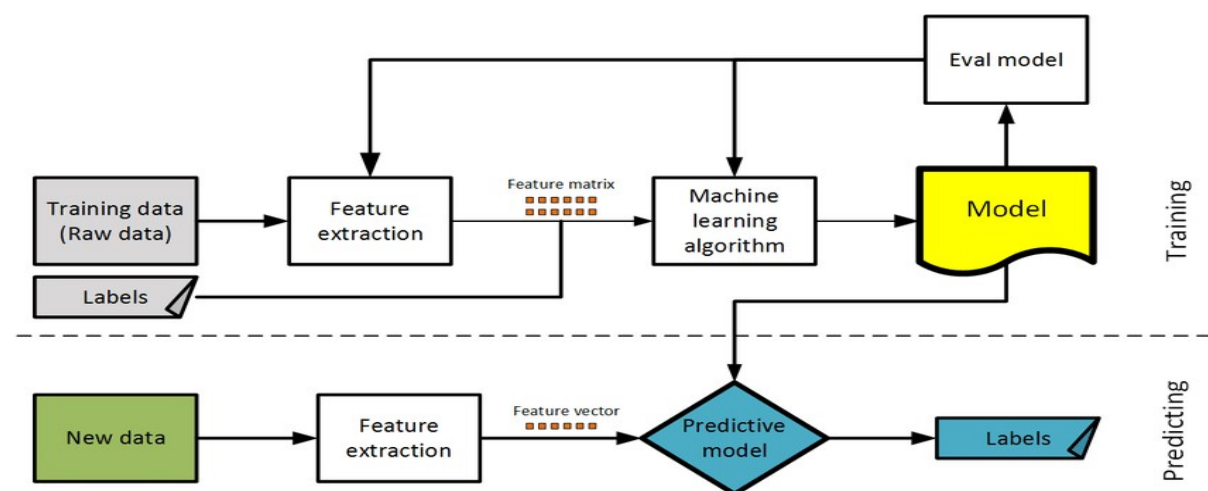 Eval model
Training data
(Raw data)
Feature
extraction
Feature matrix
Machine
learning
algorithm
Model
Labels
Training
New data
Feature
extraction
Feature vector
Predictive
model
Labels
Predicting